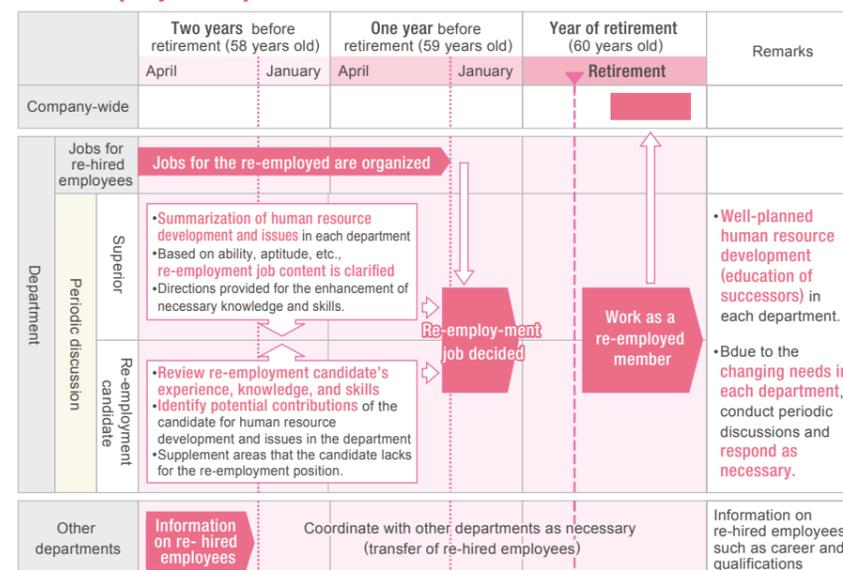 Two years before
retirement (58 years old)
One year before
retirement (59 years old)
Year of retirement
(60 years old)
Remarks
April
January
April
January
Retirement
Company-wide
Department
Jobs for
re-hired
employees
Jobs for the re-employed are organized
Periodic discussion
Superior
•Summarization of human resource
development and issues in each department
•Based on ability, aptitude, etc.,
re-employment job content is clarified
•Directions provided for the enhancement of
necessary knowledge and skills.
Re-employment
candidate
•Review re-employment candidate's
experience, knowledge, and skills
•Identify potential contributions of the
candidate for human resource
development and issues in the department
•Supplement areas that the candidate lacks
for the re-employment position.
Re-employ-ment
job decided
Work as a
re-employed
member
•Well-planned
human resource
development
(education of
successors) in
each department.
•Bdue to the
changing needs in
each department,
conduct periodic
discussions and
respond as
necessary.
Other
departments
Information
on re- hired
employees
Coordinate with other departments as necessary
(transfer of re-hired employees)
Information on
re-hired employees
such as career and
qualifications